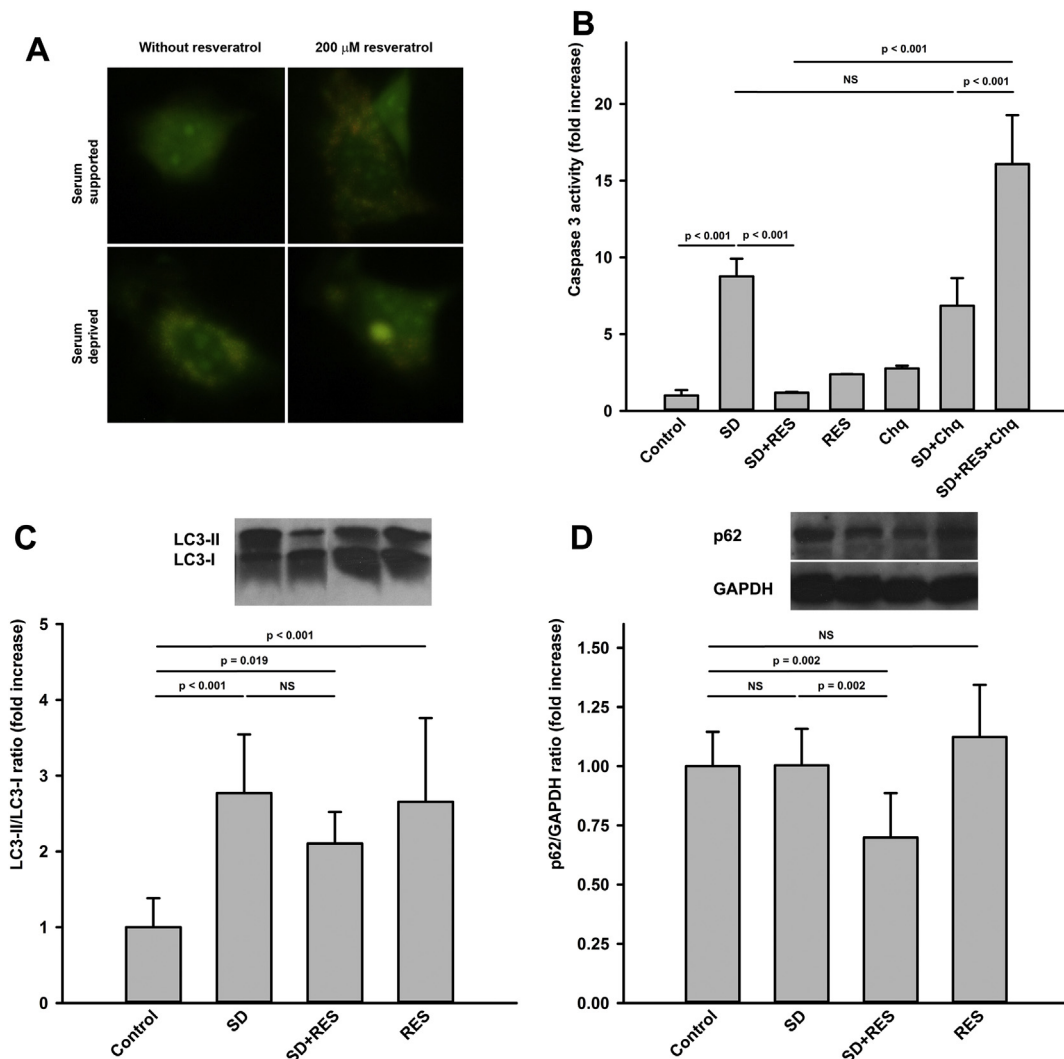 A
Without resveratrol
200 μM resveratrol
Serum
supported
Serum
deprived
B
Caspase 3 activity (fold increase)
20
15
10
5
0
p < 0.001
NS
p < 0.001
p < 0.001
p < 0.001
Control
SD
SD+RES
RES
Chq
SD+Chq
SD+RES+Chq
C
LC3-II
LC3-I
LC3-II/LC3-I ratio (fold increase)
5
4
3
2
1
0
p < 0.001
p = 0.019
p < 0.001
NS
Control
SD
SD+RES
RES
D
p62
GAPDH
p62/GAPDH ratio (fold increase)
1.50
1.25
1.00
0.75
0.50
0.25
0.00
NS
p = 0.002
NS
p = 0.002
Control
SD
SD+RES
RES